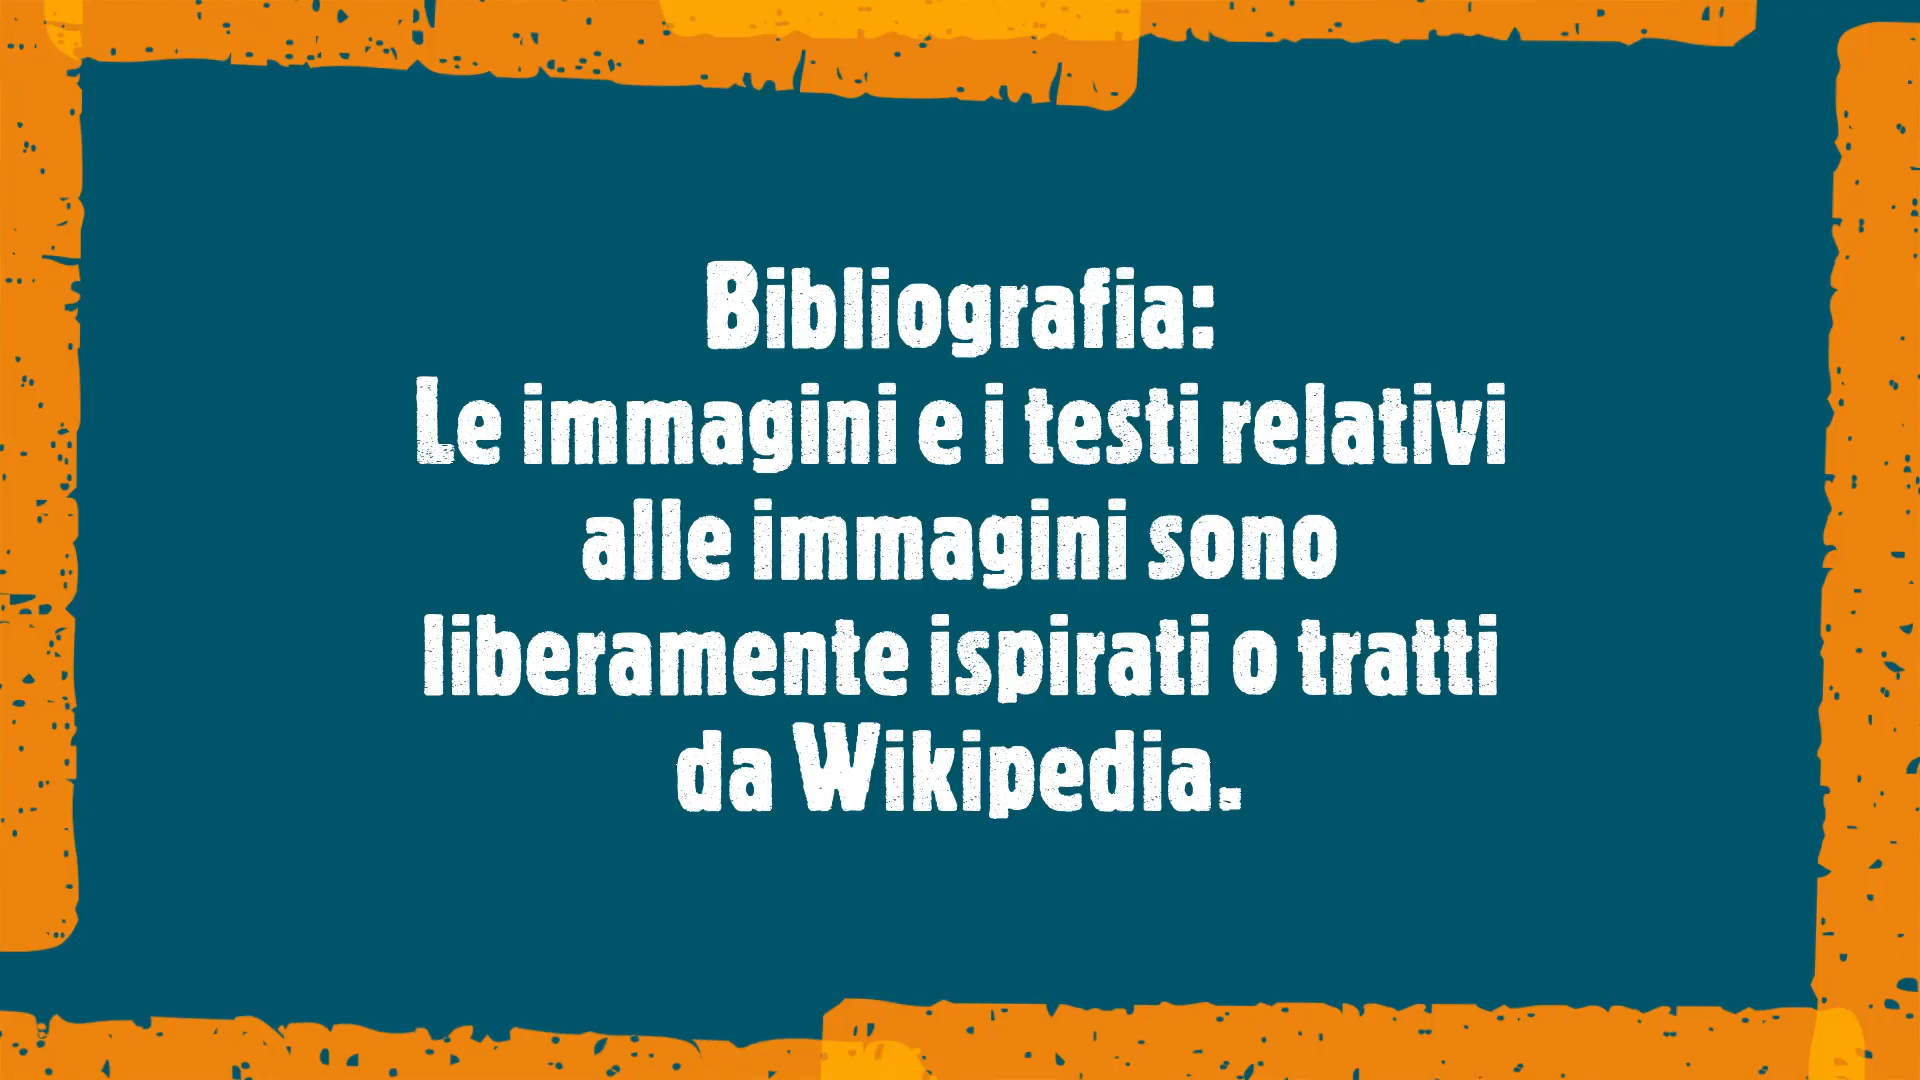 Bibliografia:
Le immagini e i testi relativi
alle immagini sono
liberamente ispirati o tratti
da Wikipedia.